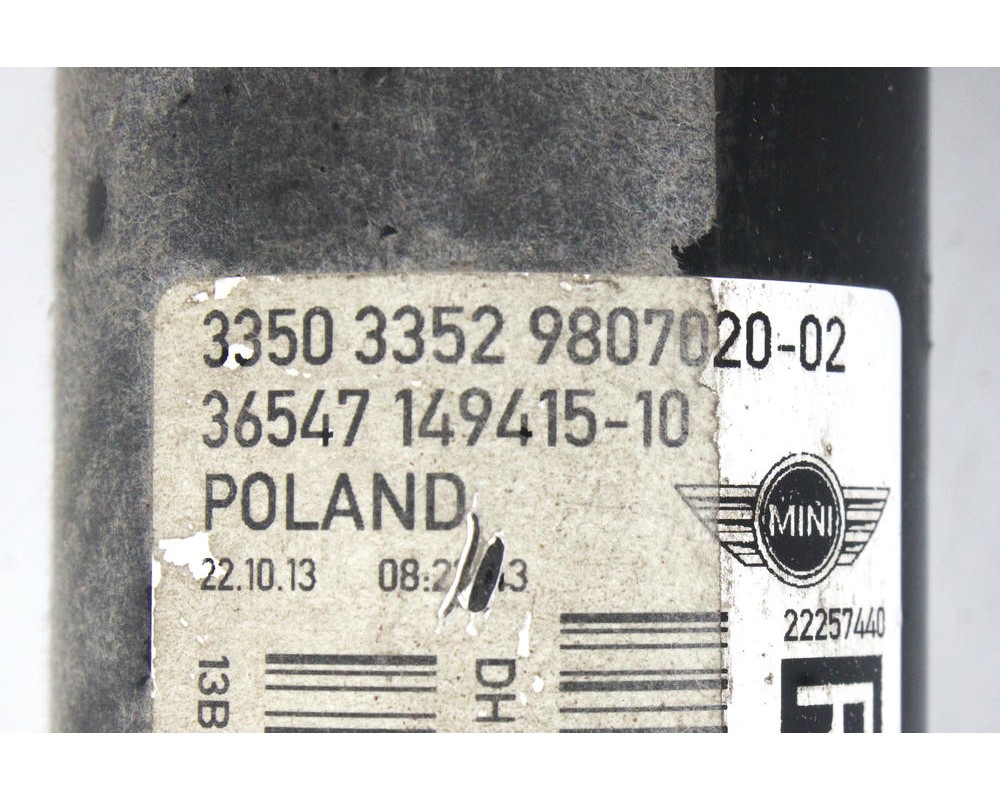 3350 3352 9807020-02
36547 149415-10
POLAND
MINI
22.10.13
22257440
13B
DH